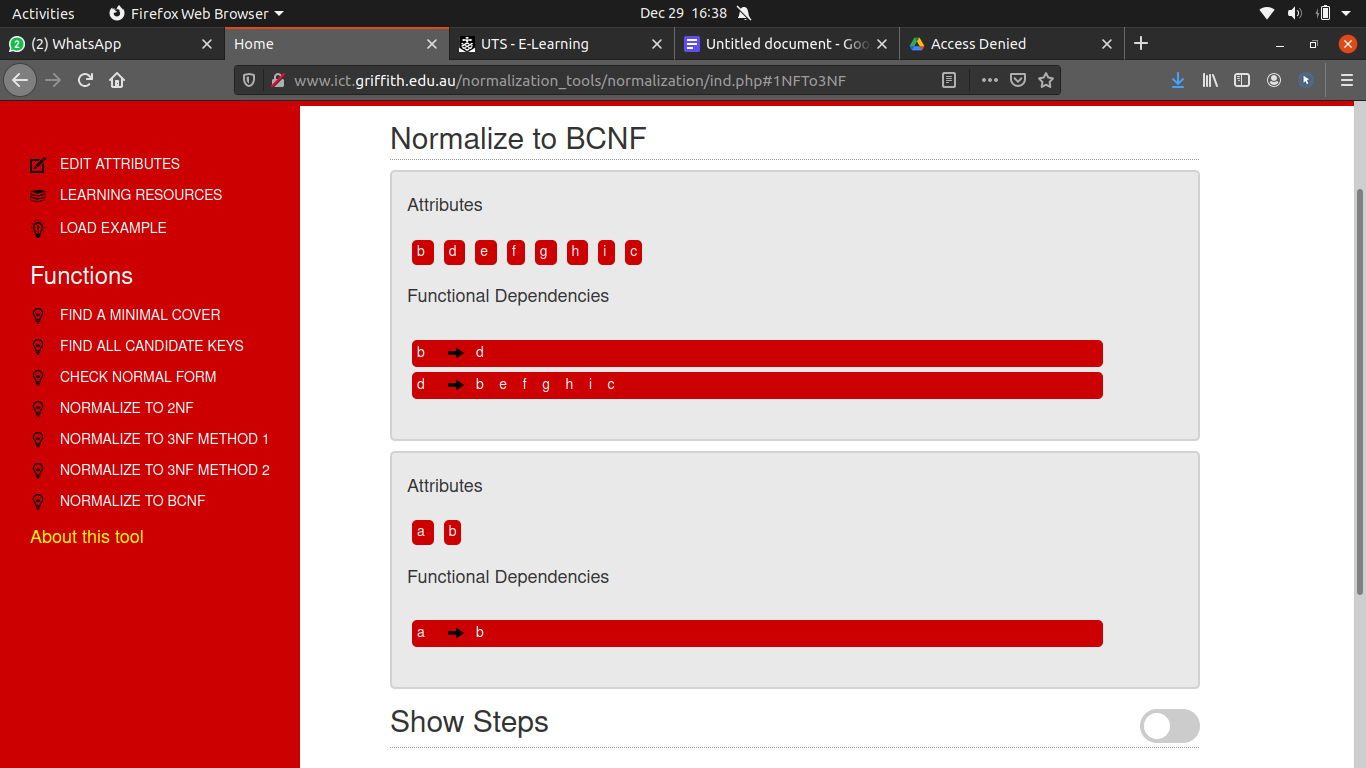 Activities Firefox Web Browser Dec 29 16:38
(2) WhatsApp Home UTS - E-Learning Untitled document - Goo Access Denied
www.ict.griffith.edu.au/normalization_tools/normalization/ind.php#1NFTo3NF
EDIT ATTRIBUTES
LEARNING RESOURCES
LOAD EXAMPLE
Functions
FIND A MINIMAL COVER
FIND ALL CANDIDATE KEYS
CHECK NORMAL FORM
NORMALIZE TO 2NF
NORMALIZE TO 3NF METHOD 1
NORMALIZE TO 3NF METHOD 2
NORMALIZE TO BCNF
About this tool
Normalize to BCNF
Attributes
b d e f g h i c
Functional Dependencies
b → d
d → b e f g h i c
Attributes
a b
Functional Dependencies
a → b
Show Steps